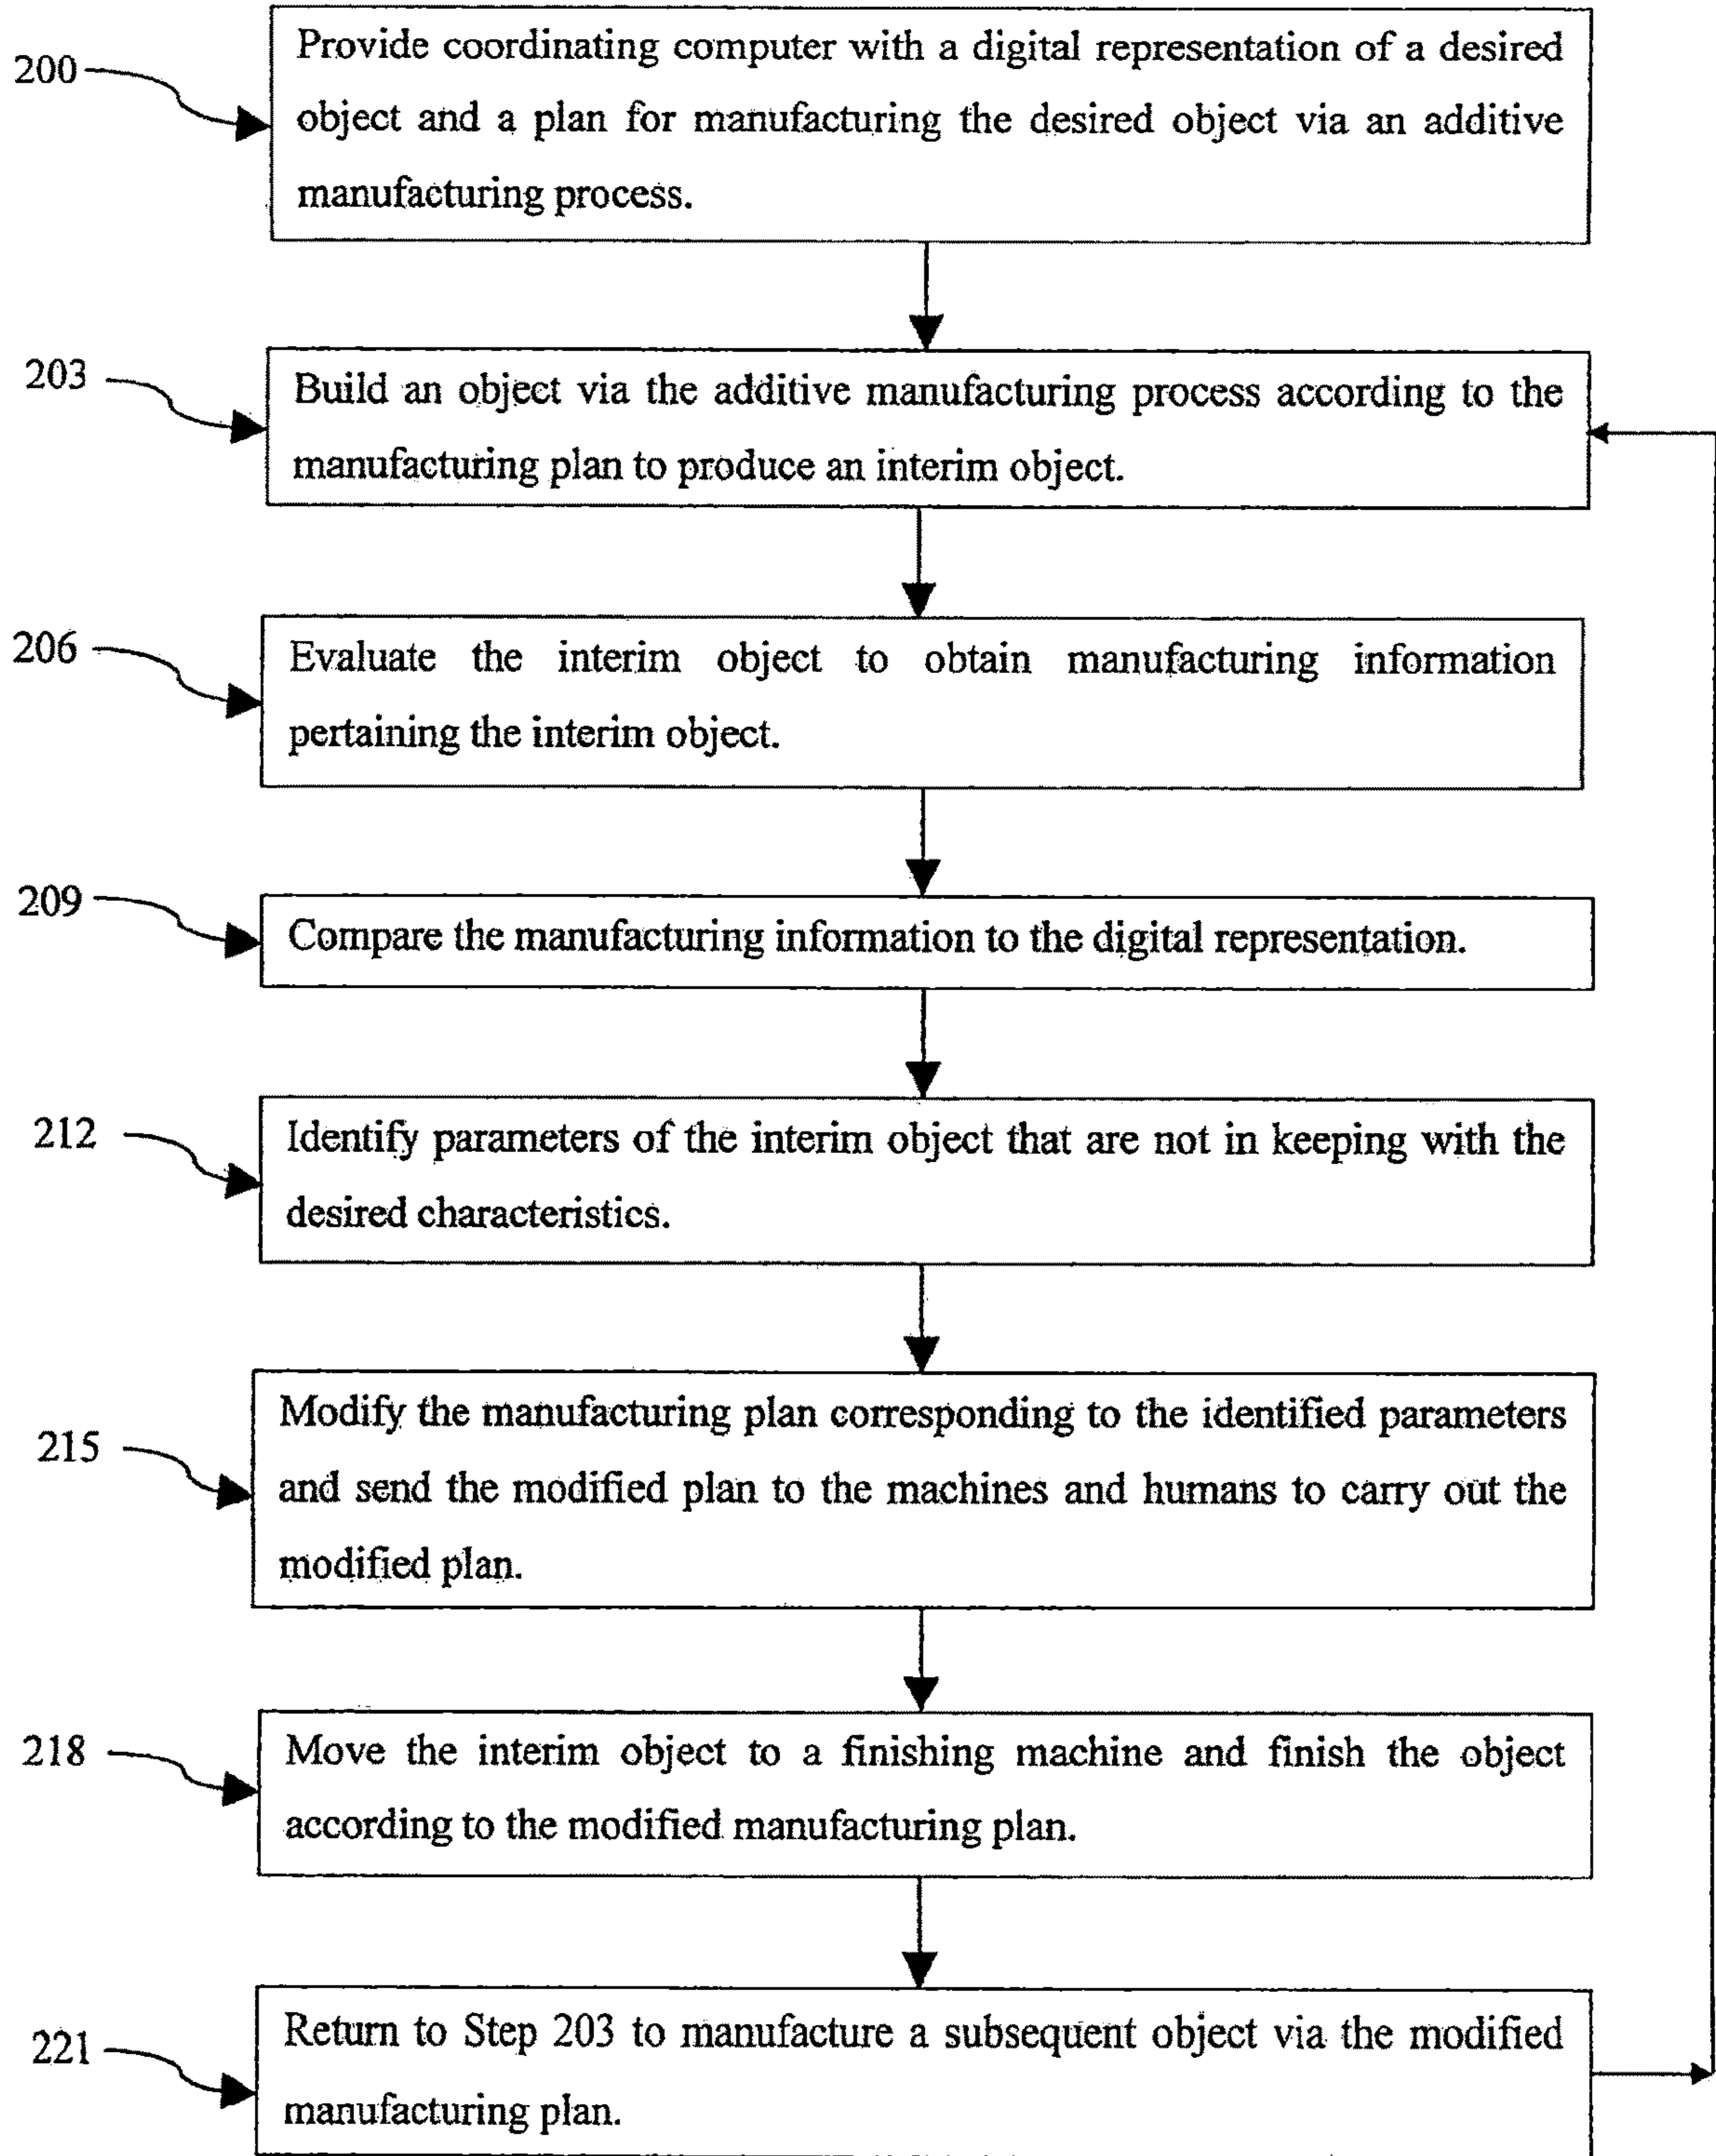 200
Provide coordinating computer with a digital representation of a desired
object and a plan for manufacturing the desired object via an additive
manufacturing process.
203
Build an object via the additive manufacturing process according to the
manufacturing plan to produce an interim object.
206
Evaluate the interim object to obtain manufacturing information
pertaining the interim object.
209
Compare the manufacturing information to the digital representation.
212
Identify parameters of the interim object that are not in keeping with the
desired characteristics.
215
Modify the manufacturing plan corresponding to the identified parameters
and send the modified plan to the machines and humans to carry out the
modified plan.
218
Move the interim object to a finishing machine and finish the object
according to the modified manufacturing plan.
221
Return to Step 203 to manufacture a subsequent object via the modified
manufacturing plan.